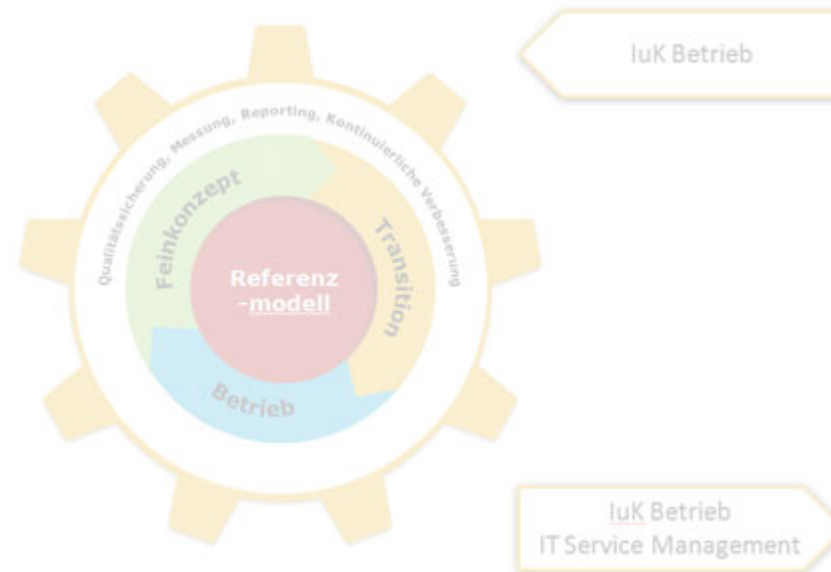 IuK Betrieb
Qualitätssicherung, Messung, Reporting, Kontinuierliche Verbesserung
Feinkonzept
Transition
Referenz
-modell
Betrieb
IuK Betrieb
IT Service Management